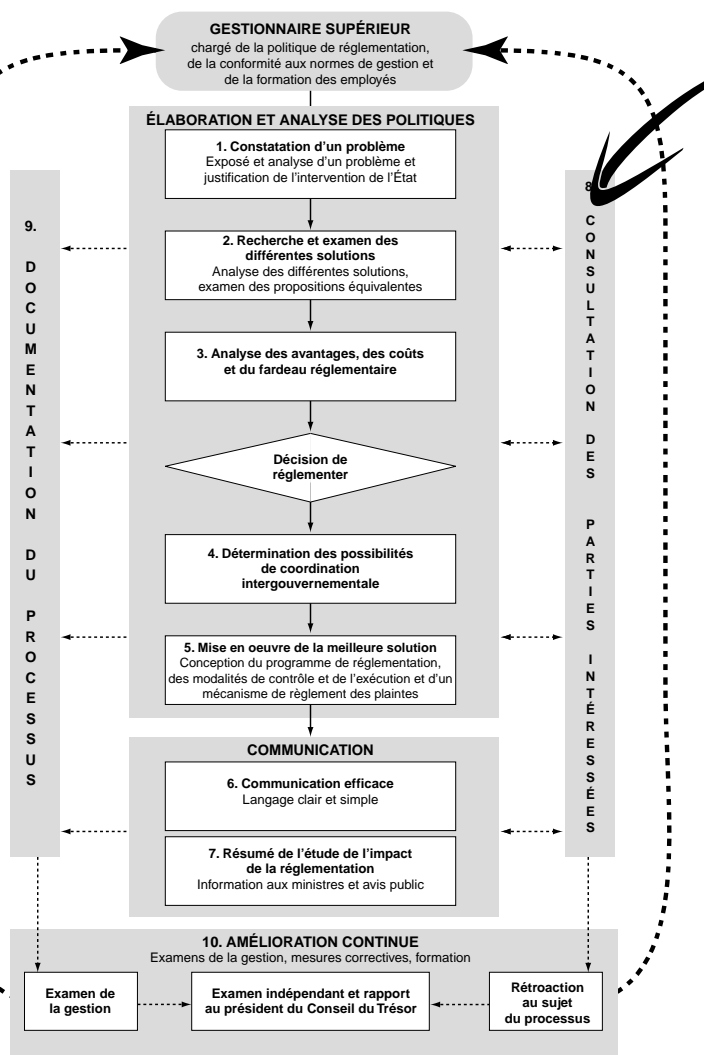 GESTIONNAIRE SUPÉRIEUR
chargé de la politique de réglementation,
de la conformité aux normes de gestion et
de la formation des employés
ÉLABORATION ET ANALYSE DES POLITIQUES
1. Constatation d’un problème
Exposé et analyse d’un problème et
justification de l’intervention de l’État
2. Recherche et examen des
différentes solutions
Analyse des différentes solutions,
examen des propositions équivalentes
3. Analyse des avantages, des coûts
et du fardeau réglementaire
Décision de
réglementer
4. Détermination des possibilités
de coordination
intergouvernementale
5. Mise en oeuvre de la meilleure solution
Conception du programme de réglementation,
des modalités de contrôle et de l’exécution et d’un
mécanisme de règlement des plaintes
COMMUNICATION
6. Communication efficace
Langage clair et simple
7. Résumé de l’étude de l’impact
de la réglementation
Information aux ministres et avis public
9. DOCUMENTATION DU PROCESSUS
8. CONSULTATION DES PARTIES INTÉRESSÉES
10. AMÉLIORATION CONTINUE
Examens de la gestion, mesures correctives, formation
Examen de
la gestion
Examen indépendant et rapport
au président du Conseil du Trésor
Rétroaction
au sujet
du processus